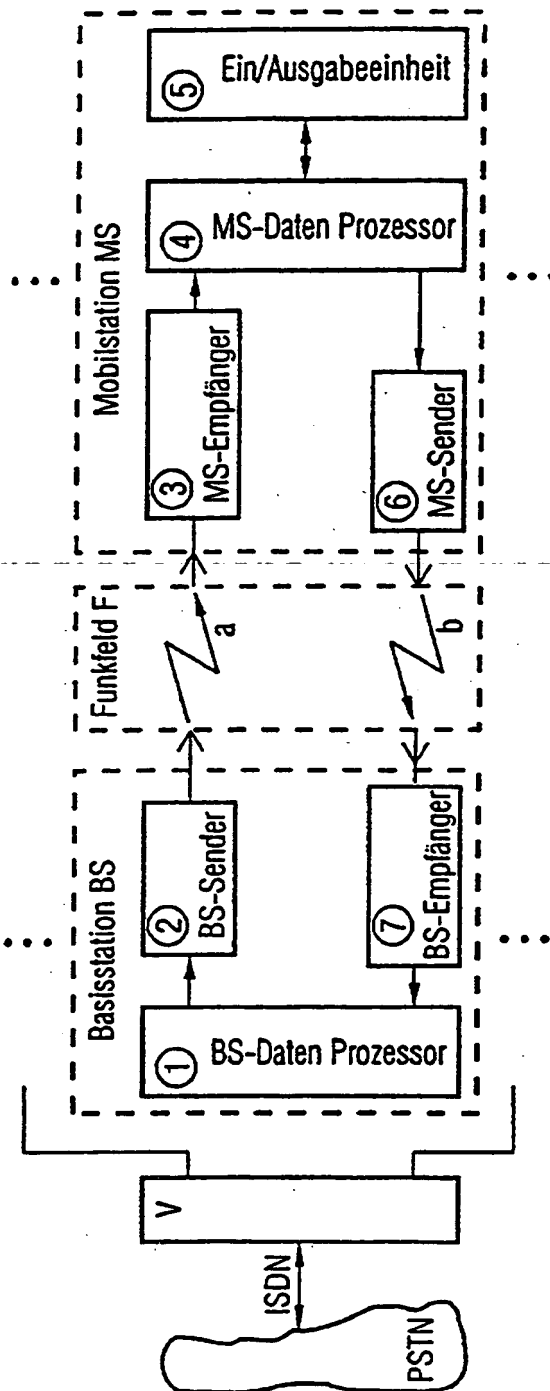 PSTN
ISDN
V
Basisstation BS
1
BS-Daten Prozessor
2
BS-Sender
7
BS-Empfänger
Funkfeld Fi
a
b
Mobilstation MS
3
MS-Empfänger
4
MS-Daten Prozessor
5
Ein/Ausgabeeinheit
6
MS-Sender